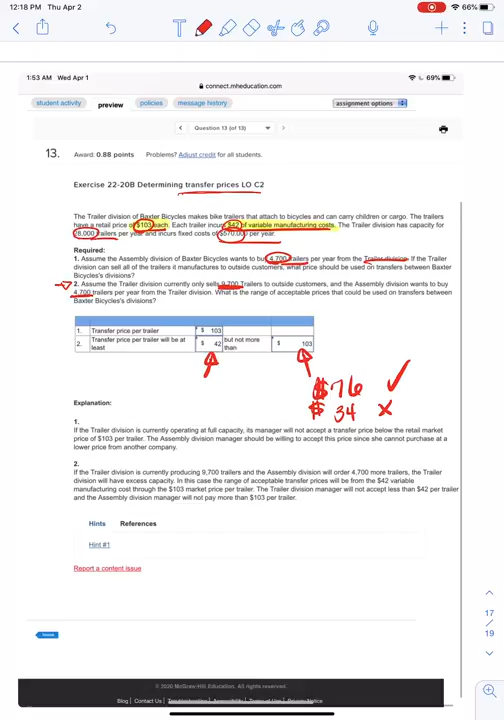 12:18 PM Thu Apr 2
66%
1:53 AM Wed Apr 1
69%
connect.mheducation.com
student activity preview policies message history assignment options
Question 13 (of 13)
13. Award: 0.88 points Problems? Adjust credit for all students.
Exercise 22-20B Determining transfer prices LO C2
The Trailer division of Baxter Bicycles makes bike trailers that attach to bicycles and can carry children or cargo. The trailers
have a retail price of $103 each. Each trailer incurs $42 of variable manufacturing costs. The Trailer division has capacity for
28,000 trailers per year and incurs fixed costs of $570,000 per year.
Required:
1. Assume the Assembly division of Baxter Bicycles wants to buy 4,700 trailers per year from the Trailer division. If the Trailer
division can sell all of the trailers it manufactures to outside customers, what price should be used on transfers between Baxter
Bicycles's divisions?
2. Assume the Trailer division currently only sells 9,700 Trailers to outside customers, and the Assembly division wants to buy
4,700 trailers per year from the Trailer division. What is the range of acceptable prices that could be used on transfers between
Baxter Bicycles's divisions?
1. Transfer price per trailer $ 103
2. Transfer price per trailer will be at least $ 42 but not more than $ 103
$76 ✓
$34 x
Explanation:
1.
If the Trailer division is currently operating at full capacity, its manager will not accept a transfer price below the retail market
price of $103 per trailer. The Assembly division manager should be willing to accept this price since she cannot purchase at a
lower price from another company.
2.
If the Trailer division is currently producing 9,700 trailers and the Assembly division will order 4,700 more trailers, the Trailer
division will have excess capacity. In this case the range of acceptable transfer prices will be from the $42 variable
manufacturing cost through the $103 market price per trailer. The Trailer division manager will not accept less than $42 per trailer
and the Assembly division manager will not pay more than $103 per trailer.
Hints References
Hint #1
Report a content issue
17
/
19
© 2020 McGraw-Hill Education. All rights reserved.
Blog | Contact Us | Troubleshooting | Accessibility | Terms of Use | Privacy Notice